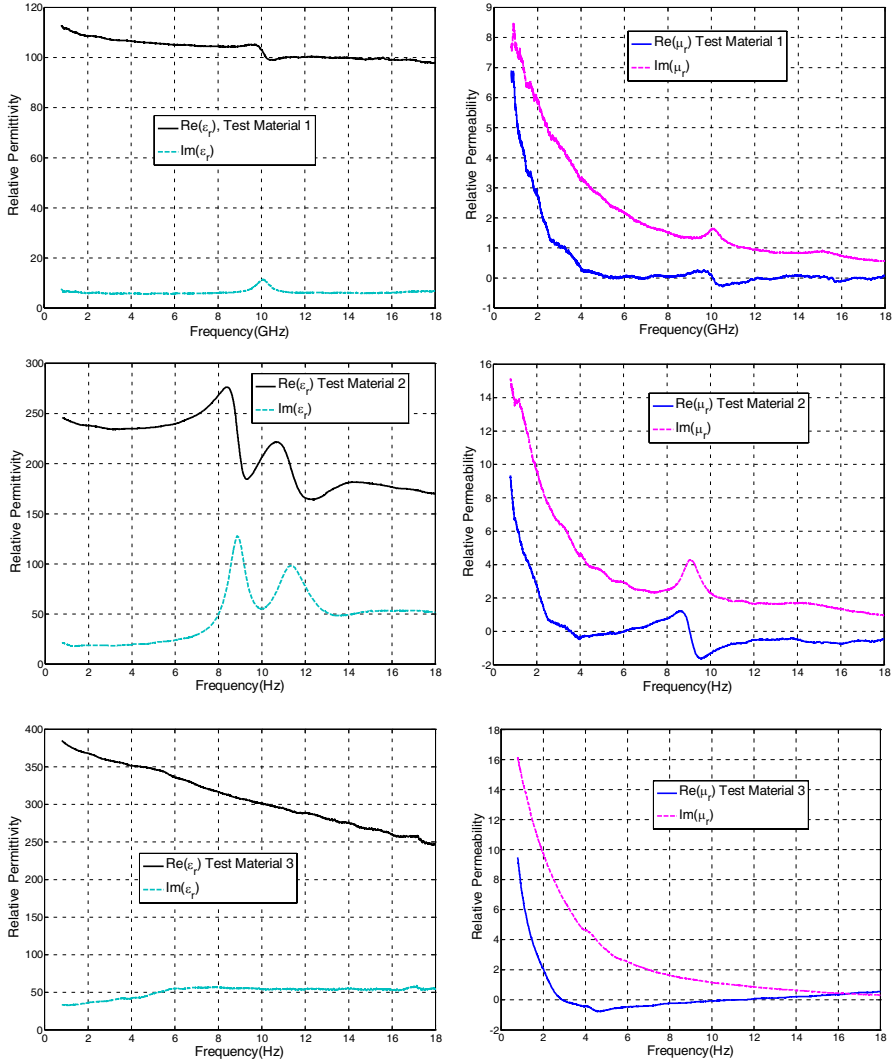 120
100
80
60
40
20
0
Relative Permittivity
Re(εr), Test Material 1
Im(εr)
0 2 4 6 8 10 12 14 16 18
Frequency(GHz)
9
8
7
6
5
4
3
2
1
0
-1
Relative Permeability
Re(μr) Test Material 1
Im(μr)
0 2 4 6 8 10 12 14 16 18
Frequency(GHz)
300
250
200
150
100
50
0
Relative Permittivity
Re(εr) Test Material 2
Im(εr)
0 2 4 6 8 10 12 14 16 18
Frequency(Hz)
16
14
12
10
8
6
4
2
0
-2
Relative Permeability
Re(μr) Test Material 2
Im(μr)
0 2 4 6 8 10 12 14 16 18
Frequency(Hz)
400
350
300
250
200
150
100
50
0
Relative Permittivity
Re(εr) Test Material 3
Im(εr)
0 2 4 6 8 10 12 14 16 18
Frequency(Hz)
18
16
14
12
10
8
6
4
2
0
-2
Relative Permeability
Re(μr) Test Material 3
Im(μr)
0 2 4 6 8 10 12 14 16 18
Frequency(Hz)